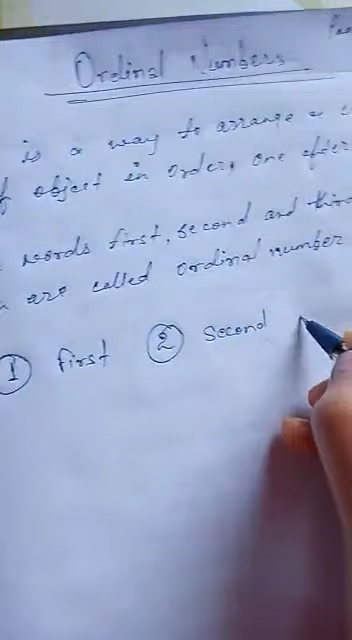 Ordinal Numbers
is a way to arrange a
of object in order, one after
words first, second and third
are called ordinal number
1 first 2 Second